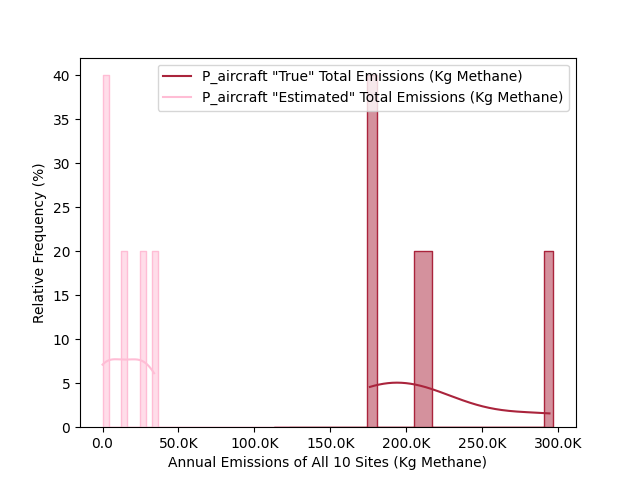 P_aircraft "True" Total Emissions (Kg Methane)
P_aircraft "Estimated" Total Emissions (Kg Methane)
40
35
30
25
20
15
10
5
0
Relative Frequency (%)
0.0 50.0K 100.0K 150.0K 200.0K 250.0K 300.0K
Annual Emissions of All 10 Sites (Kg Methane)